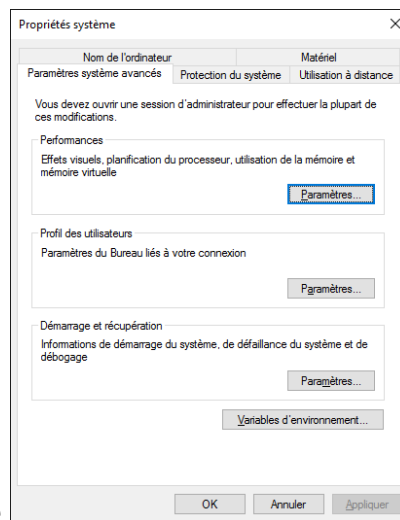 Propriétés système
Nom de l'ordinateur
Matériel
Paramètres système avancés
Protection du système
Utilisation à distance
Vous devez ouvrir une session d'administrateur pour effectuer la plupart de
ces modifications.
Performances
Effets visuels, planification du processeur, utilisation de la mémoire et
mémoire virtuelle
Paramètres...
Profil des utilisateurs
Paramètres du Bureau liés à votre connexion
Paramètres...
Démarrage et récupération
Informations de démarrage du système, de défaillance du système et de
débogage
Paramètres...
Variables d'environnement...
OK
Annuler
Appliquer